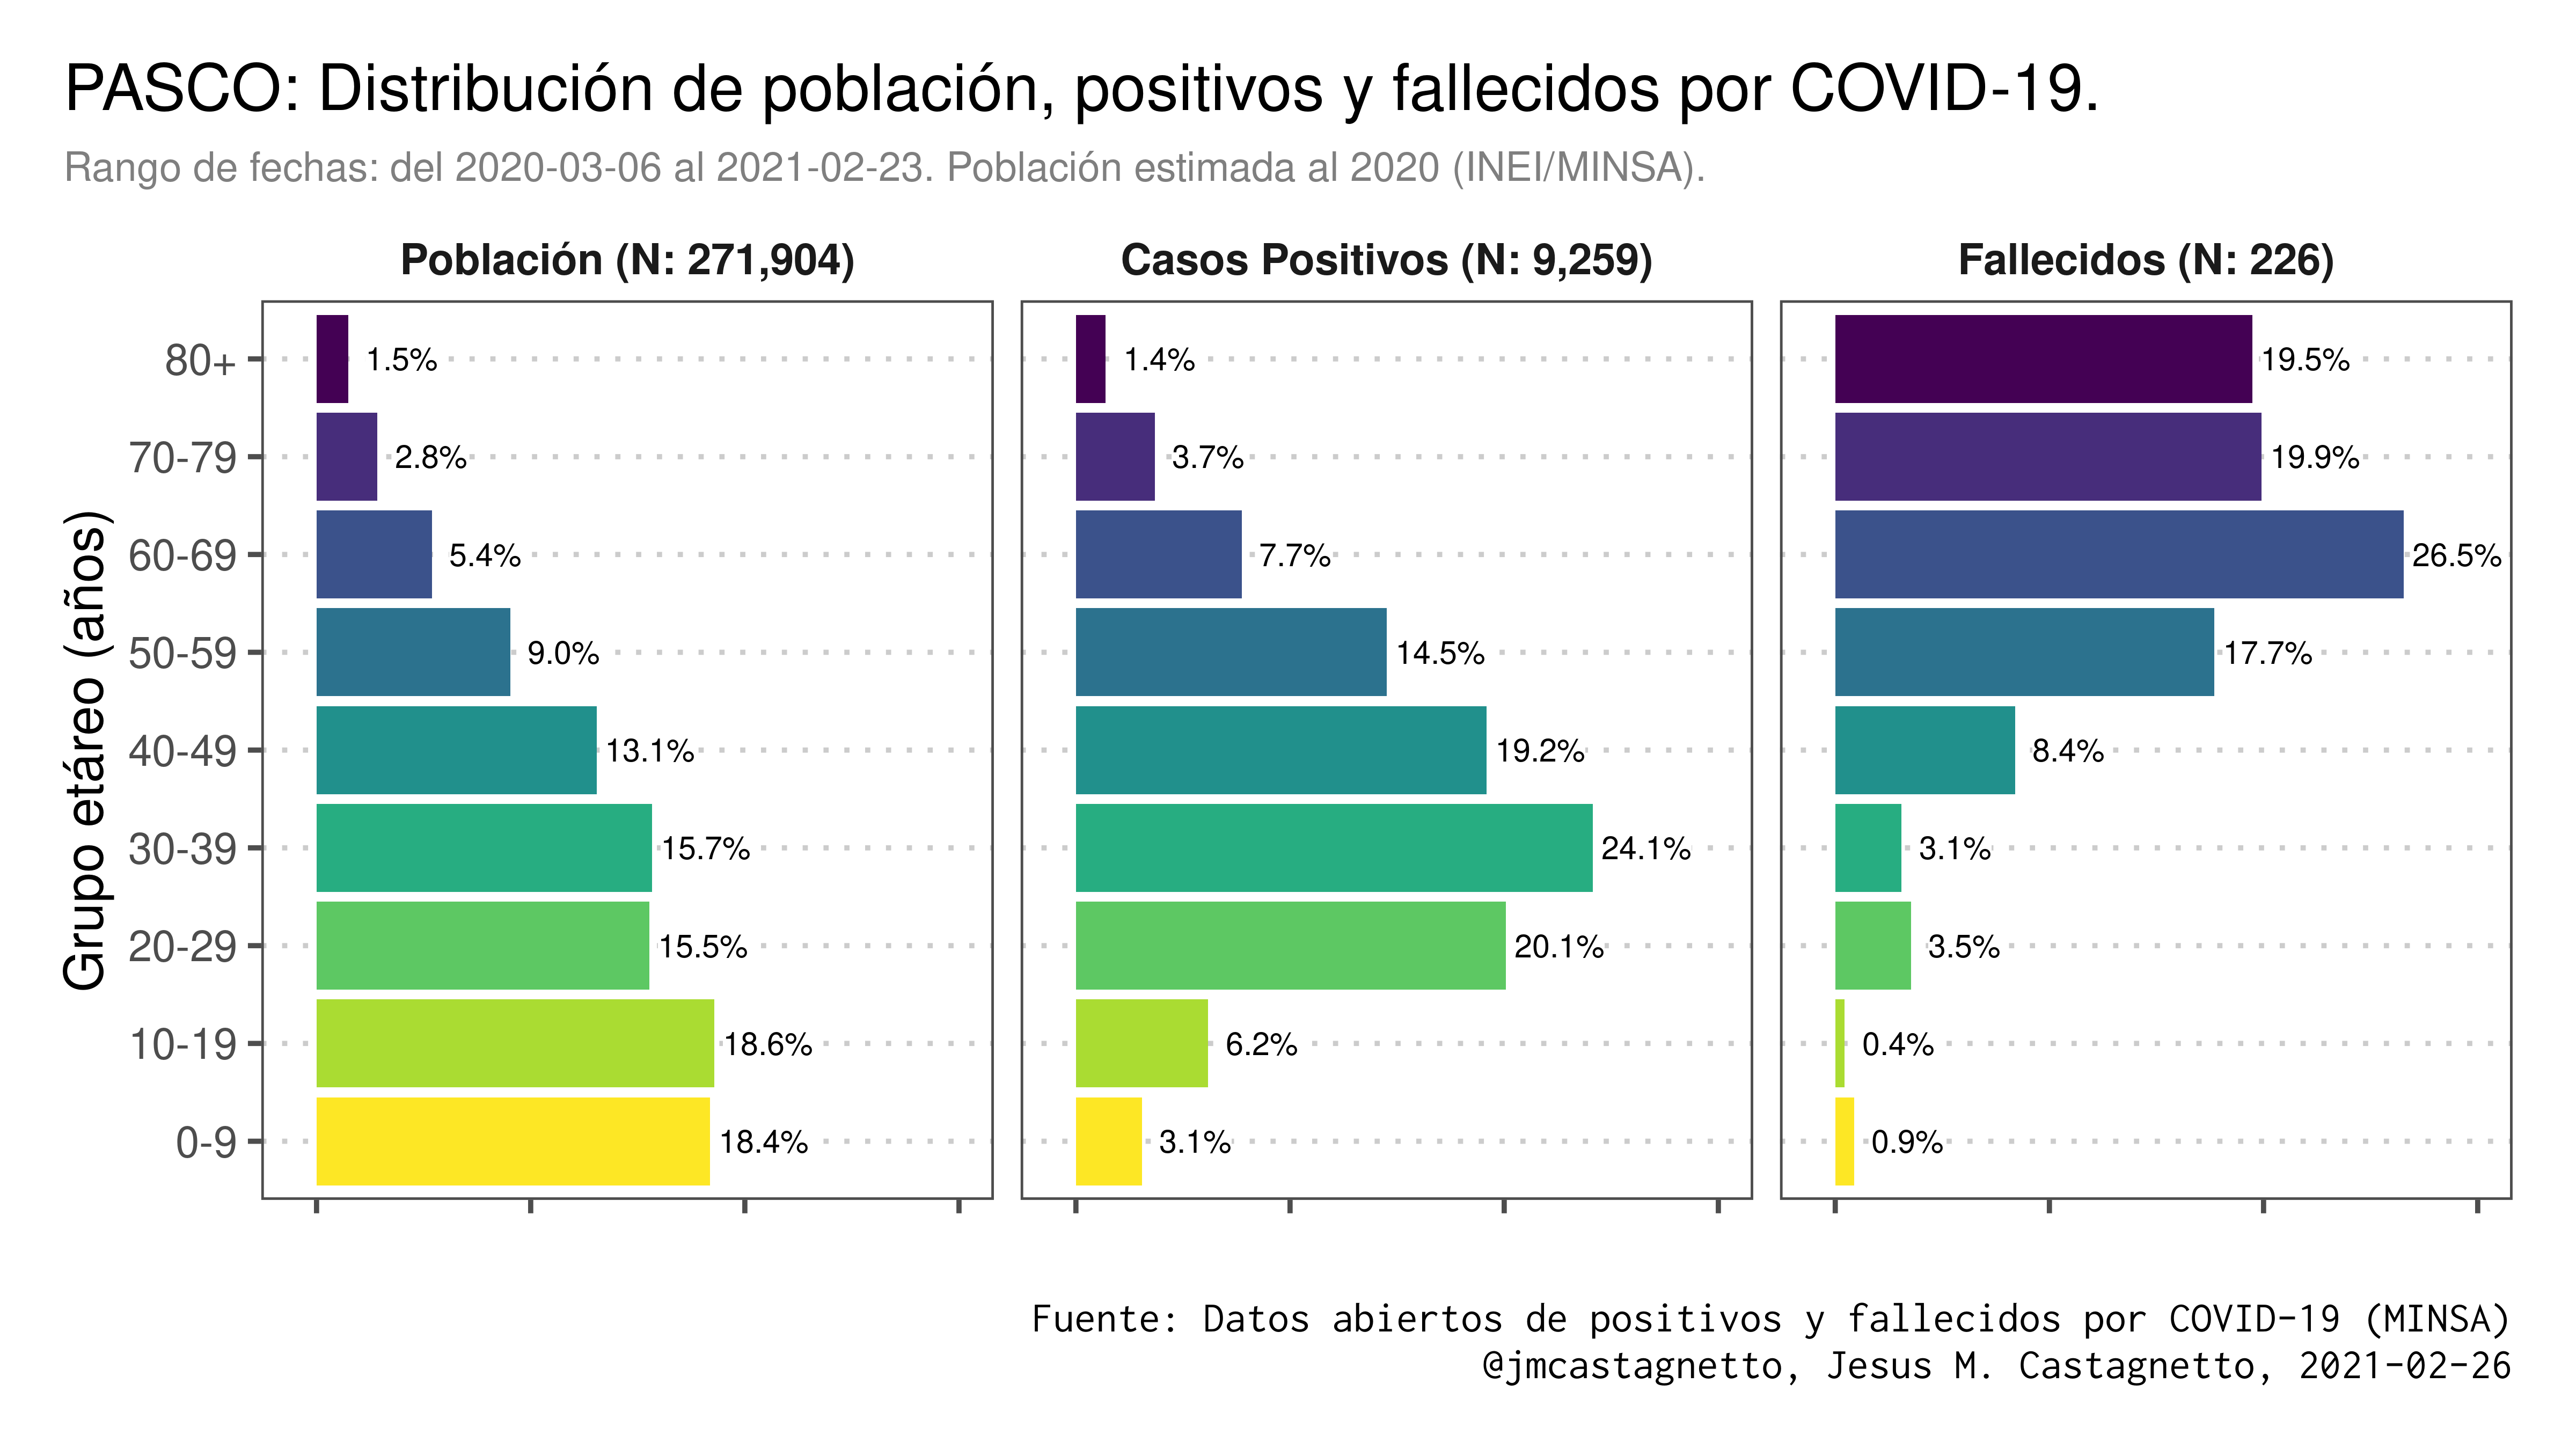 PASCO: Distribución de población, positivos y fallecidos por COVID-19.
Rango de fechas: del 2020-03-06 al 2021-02-23. Población estimada al 2020 (INEI/MINSA).
Población (N: 271,904)
Casos Positivos (N: 9,259)
Fallecidos (N: 226)
Grupo etáreo (años)
80+ 1.5% 1.4% 19.5%
70-79 2.8% 3.7% 19.9%
60-69 5.4% 7.7% 26.5%
50-59 9.0% 14.5% 17.7%
40-49 13.1% 19.2% 8.4%
30-39 15.7% 24.1% 3.1%
20-29 15.5% 20.1% 3.5%
10-19 18.6% 6.2% 0.4%
0-9 18.4% 3.1% 0.9%
Fuente: Datos abiertos de positivos y fallecidos por COVID-19 (MINSA)
@jmcastagnetto, Jesus M. Castagnetto, 2021-02-26